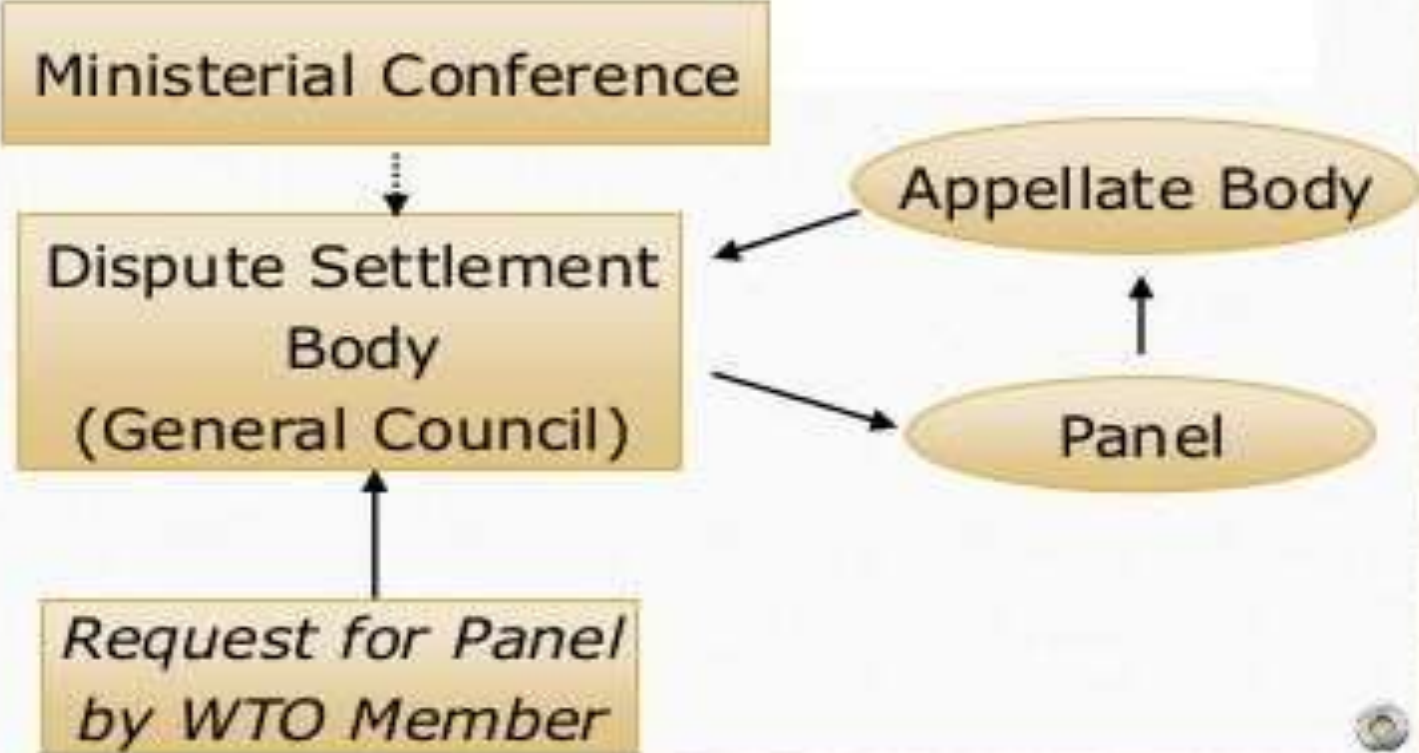 Ministerial Conference
Appellate Body
Dispute Settlement
Body
(General Council)
Panel
Request for Panel
by WTO Member